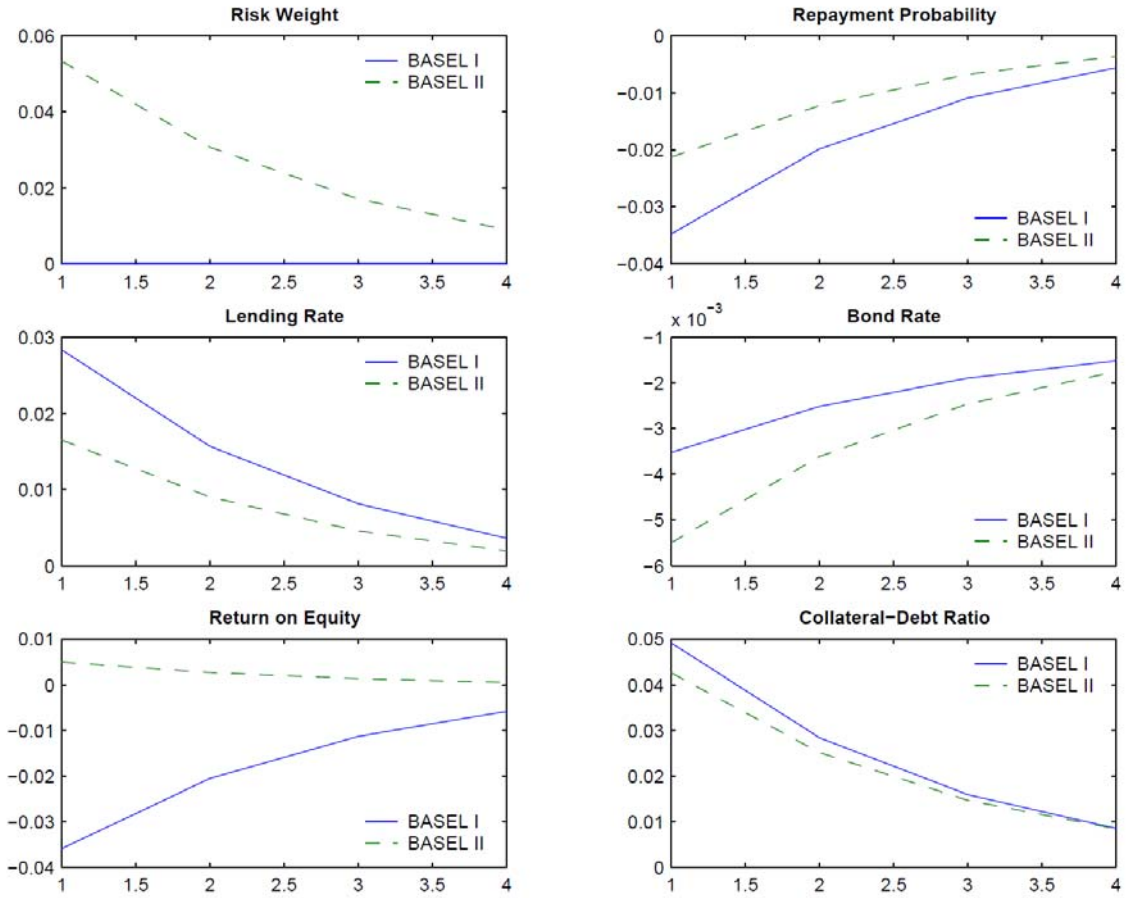 Risk Weight
0.06
0.04
0.02
0
1 1.5 2 2.5 3 3.5 4
BASEL I
BASEL II
Repayment Probability
0
−0.01
−0.02
−0.03
−0.04
1 1.5 2 2.5 3 3.5 4
BASEL I
BASEL II
Lending Rate
0.03
0.02
0.01
0
1 1.5 2 2.5 3 3.5 4
BASEL I
BASEL II
x 10⁻³
Bond Rate
−1
−2
−3
−4
−5
−6
1 1.5 2 2.5 3 3.5 4
BASEL I
BASEL II
Return on Equity
0.01
0
−0.01
−0.02
−0.03
−0.04
1 1.5 2 2.5 3 3.5 4
BASEL I
BASEL II
Collateral−Debt Ratio
0.05
0.04
0.03
0.02
0.01
0
1 1.5 2 2.5 3 3.5 4
BASEL I
BASEL II